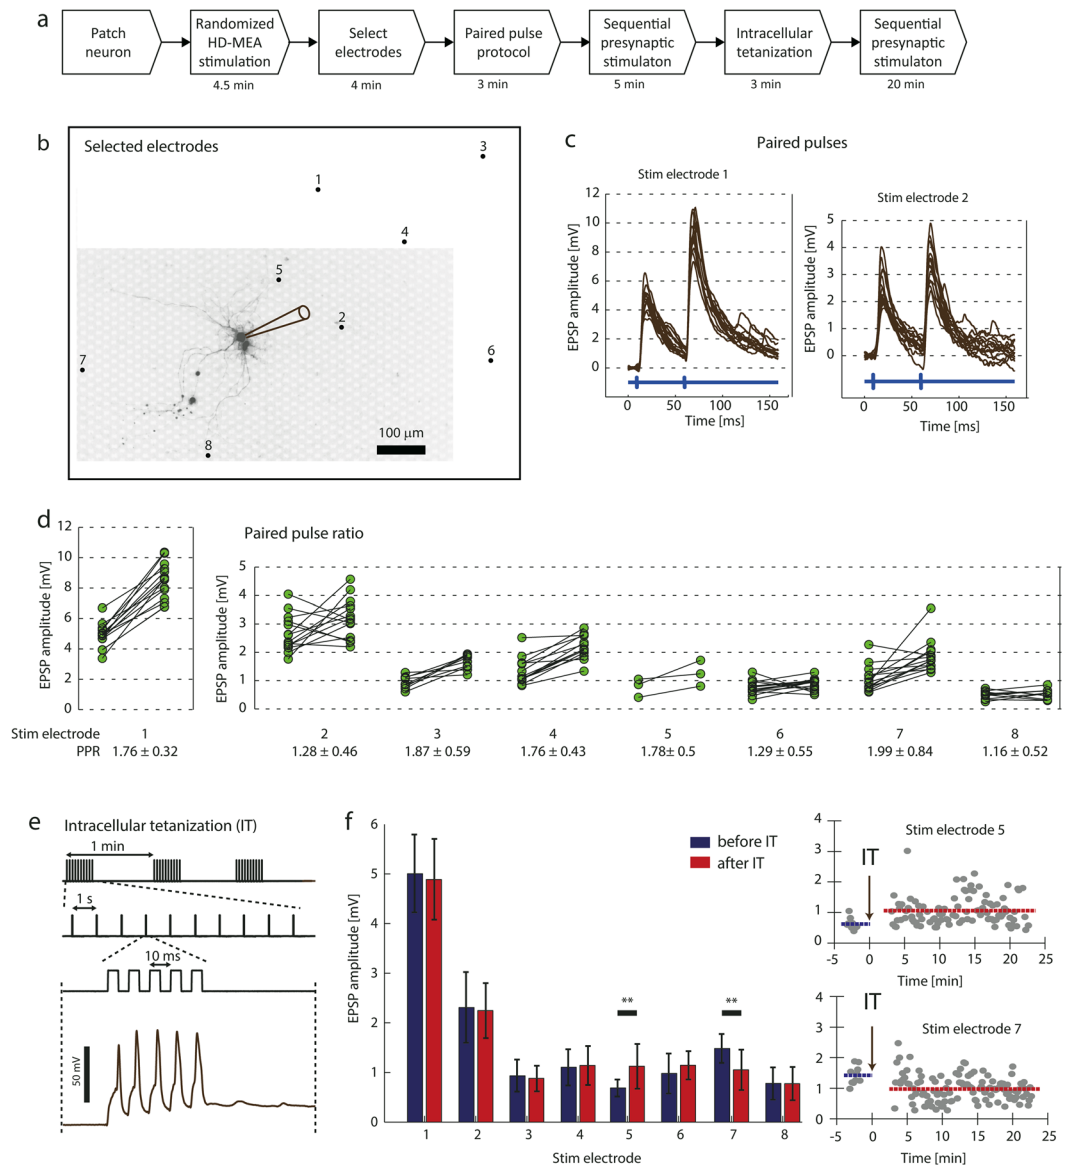 a
Patch
neuron
Randomized
HD-MEA
stimulation
4.5 min
Select
electrodes
4 min
Paired pulse
protocol
3 min
Sequential
presynaptic
stimulaton
5 min
Intracellular
tetanization
3 min
Sequential
presynaptic
stimulaton
20 min
b
Selected electrodes
3
1
4
5
2
7
6
8
100 μm
c
Paired pulses
Stim electrode 1
EPSP amplitude [mV]
12
10
8
6
4
2
0
0 50 100 150
Time [ms]
Stim electrode 2
EPSP amplitude [mV]
5
4
3
2
1
0
0 50 100 150
Time [ms]
d
Paired pulse ratio
EPSP amplitude [mV]
12
10
8
6
4
2
0
EPSP amplitude [mV]
5
4
3
2
1
0
Stim electrode 1 2 3 4 5 6 7 8
PPR 1.76 ± 0.32 1.28 ± 0.46 1.87 ± 0.59 1.76 ± 0.43 1.78± 0.5 1.29 ± 0.55 1.99 ± 0.84 1.16 ± 0.52
e
Intracellular tetanization (IT)
1 min
1 s
10 ms
50 mV
f
EPSP amplitude [mV]
6
5
4
3
2
1
0
before IT
after IT
**
**
1 2 3 4 5 6 7 8
Stim electrode
Stim electrode 5
IT
4
3
2
1
0
-5 0 5 10 15 20 25
Time [min]
Stim electrode 7
IT
4
3
2
1
0
-5 0 5 10 15 20 25
Time [min]